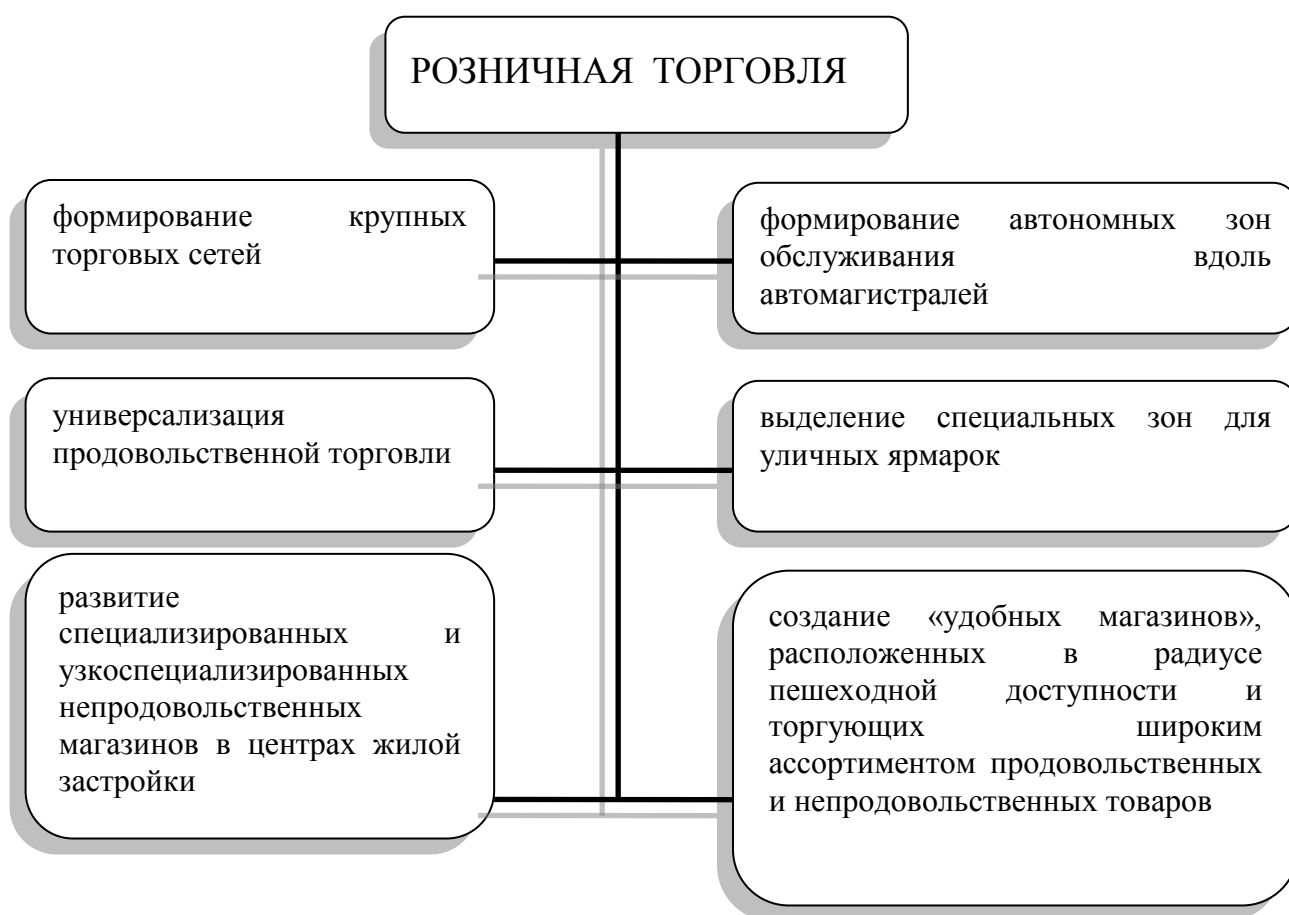 РОЗНИЧНАЯ ТОРГОВЛЯ
формирование крупных
торговых сетей
формирование автономных зон
обслуживания вдоль
автомагистралей
универсализация
продовольственной торговли
выделение специальных зон для
уличных ярмарок
развитие
специализированных и
узкоспециализированных
непродовольственных
магазинов в центрах жилой
застройки
создание «удобных магазинов»,
расположенных в радиусе
пешеходной доступности и
торгующих широким
ассортиментом продовольственных
и непродовольственных товаров